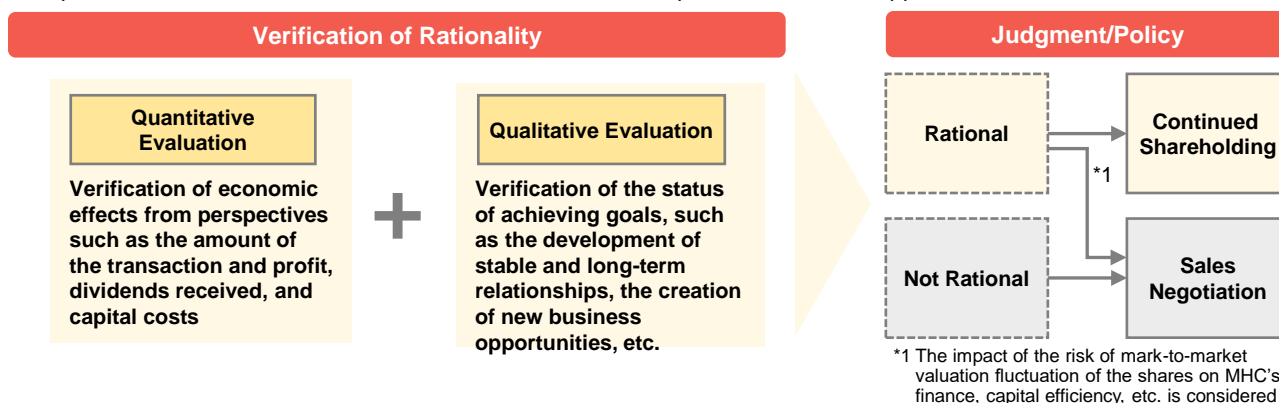 Verification of Rationality
Quantitative
Evaluation
Verification of economic
effects from perspectives
such as the amount of
the transaction and profit,
dividends received, and
capital costs
+
Qualitative Evaluation
Verification of the status
of achieving goals, such
as the development of
stable and long-term
relationships, the creation
of new business
opportunities, etc.
Judgment/Policy
Rational
*1
Continued
Shareholding
Not Rational
Sales
Negotiation
*1 The impact of the risk of mark-to-market
valuation fluctuation of the shares on MHC's
finance, capital efficiency, etc. is considered